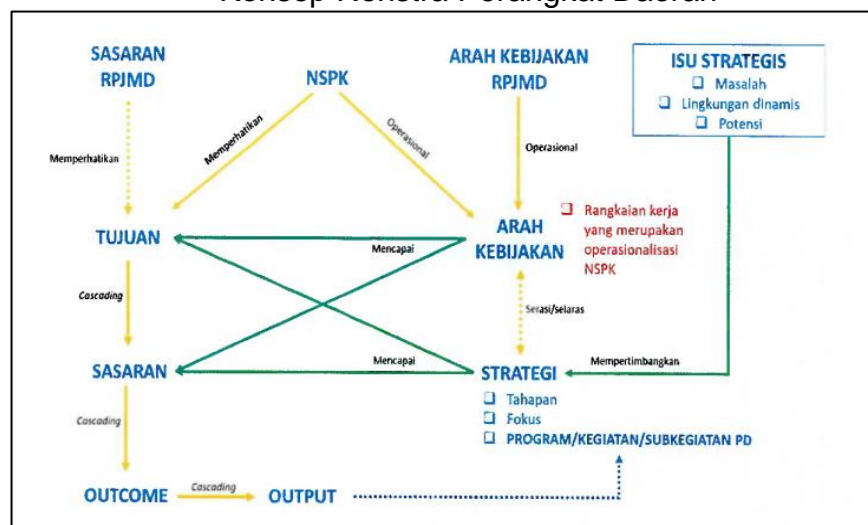 Konsep Renstra Perangkat Daerah
SASARAN
RPJMD
NSPK
ARAH KEBIJAKAN
RPJMD
ISU STRATEGIS
❑ Masalah
❑ Lingkungan dinamis
❑ Potensi
Memperhatikan
Memperhatikan
Operasional
Operasional
TUJUAN
Mencapai
ARAH
KEBIJAKAN
❑ Rangkaian kerja
yang merupakan
operasionalisasi
NSPK
Cascading
Serasi/selaras
SASARAN
Mencapai
STRATEGI
Mempertimbangkan
❑ Tahapan
❑ Fokus
❑ PROGRAM/KEGIATAN/SUBKEGIATAN PD
Cascading
OUTCOME
Cascading
OUTPUT